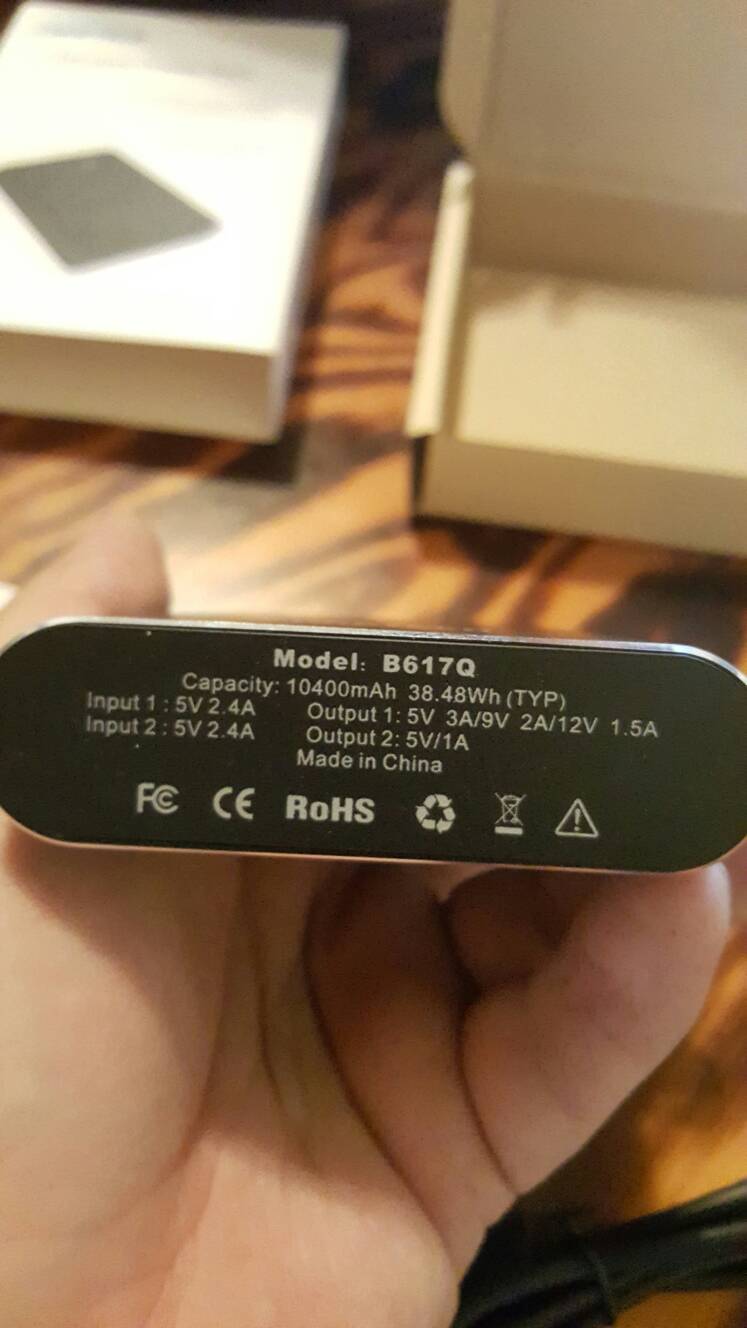 Model: B617Q
Capacity: 10400mAh 38.48Wh (TYP)
Input 1 : 5V 2.4A Output 1: 5V 3A/9V 2A/12V 1.5A
Input 2 : 5V 2.4A Output 2: 5V/1A
Made in China
FC CE RoHS